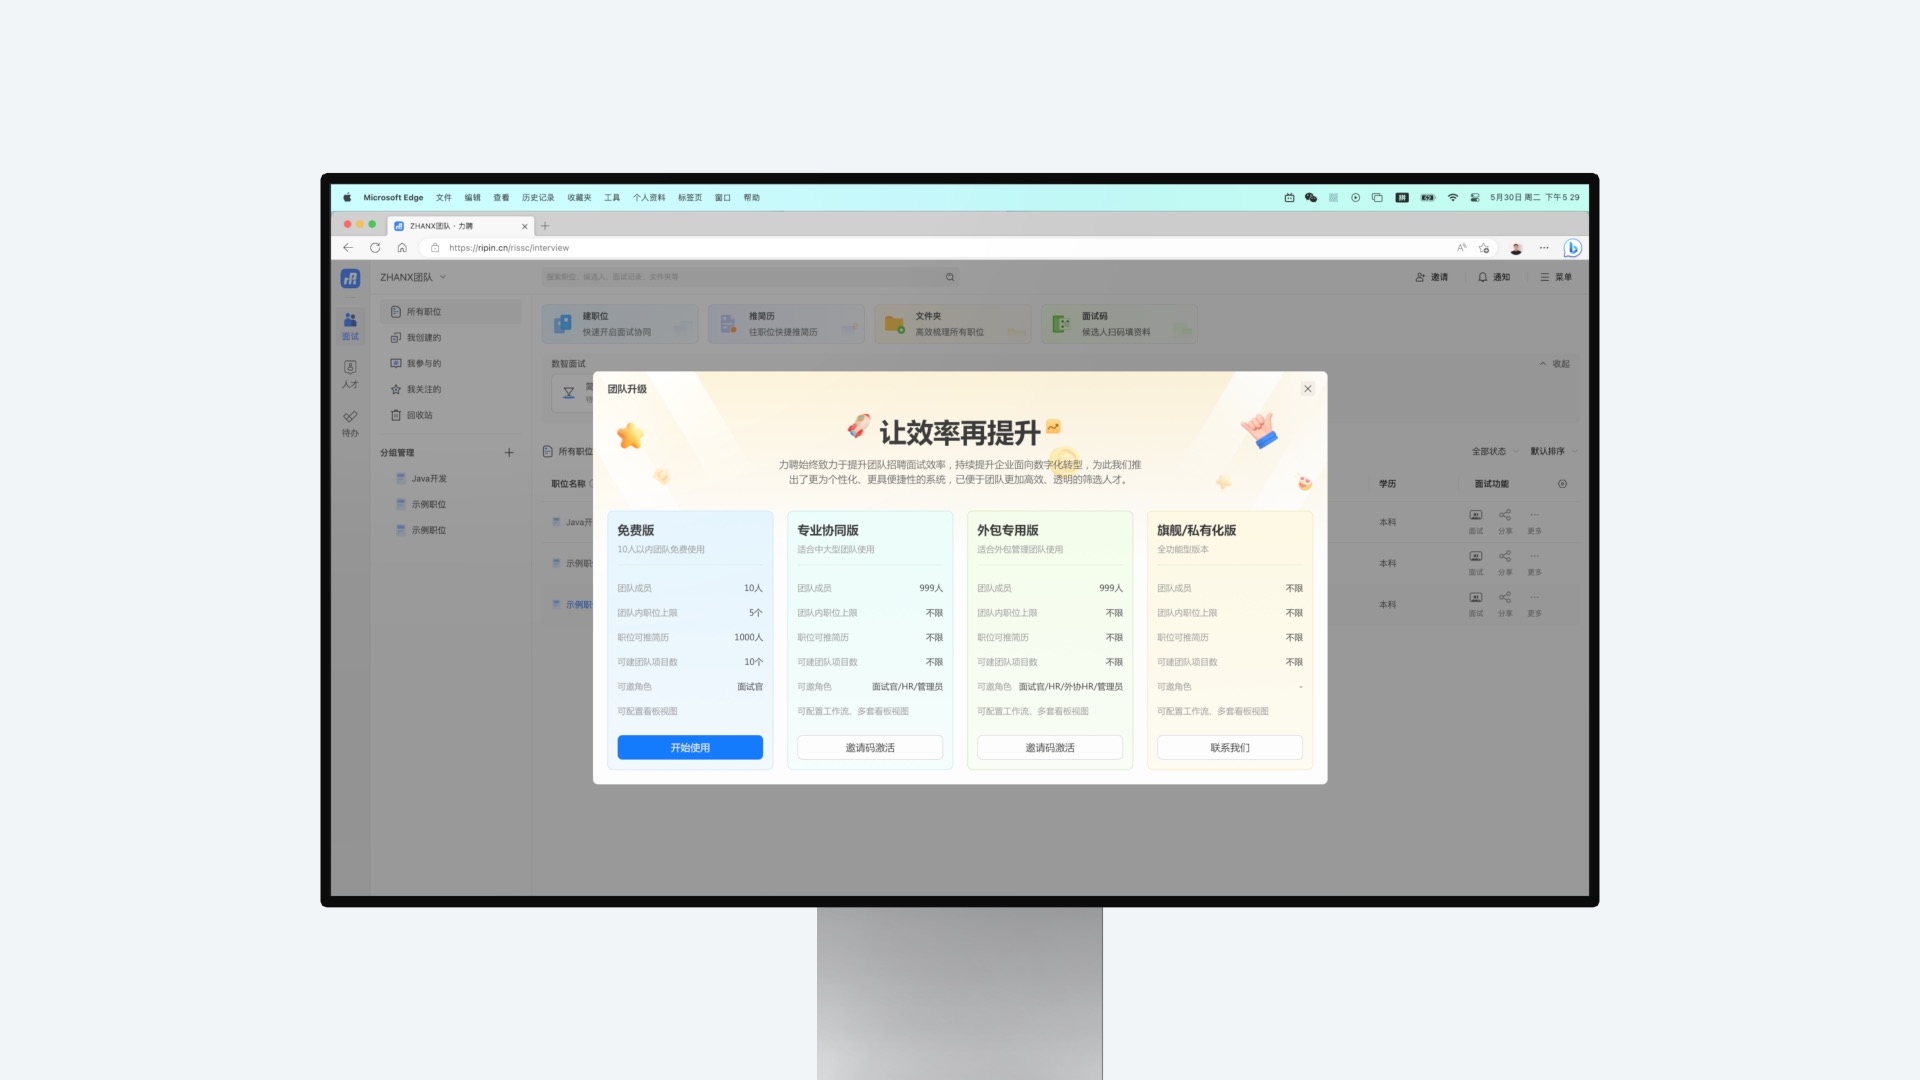 Microsoft Edge 文件 编辑 查看 历史记录 收藏夹 工具 个人资料 标签页 窗口 帮助
5月30日 周二 下午5 29
ZHANX团队 · 力聘
https://ripin.cn/rissc/interview
ZHANX团队
搜索职位、候选人、面试记录、文件夹等
邀请
通知
菜单
面试
人才
待办
所有职位
我创建的
我参与的
我关注的
回收站
分组管理
Java开发
示例职位
示例职位
建职位
快速开启面试协同
推简历
往职位快捷推简历
文件夹
高效梳理所有职位
面试码
候选人扫码填资料
数智面试
收起
所有职位
全部状态
默认排序
职位名称
学历
面试功能
Java开
本科
面试 分享 更多
示例职
本科
面试 分享 更多
示例职
本科
面试 分享 更多
团队升级
让效率再提升
力聘始终致力于提升团队招聘面试效率，持续提升企业面向数字化转型，为此我们推
出了更为个性化、更具便捷性的系统，已便于团队更加高效、透明的筛选人才。
免费版
10人以内团队免费使用
团队成员 10人
团队内职位上限 5个
职位可推简历 1000人
可建团队项目数 10个
可邀角色 面试官
可配置看板视图
开始使用
专业协同版
适合中大型团队使用
团队成员 999人
团队内职位上限 不限
职位可推简历 不限
可建团队项目数 不限
可邀角色 面试官/HR/管理员
可配置工作流、多套看板视图
邀请码激活
外包专用版
适合外包管理团队使用
团队成员 999人
团队内职位上限 不限
职位可推简历 不限
可建团队项目数 不限
可邀角色 面试官/HR/外协HR/管理员
可配置工作流、多套看板视图
邀请码激活
旗舰/私有化版
全功能型版本
团队成员 不限
团队内职位上限 不限
职位可推简历 不限
可建团队项目数 不限
可邀角色 -
可配置工作流、多套看板视图
联系我们